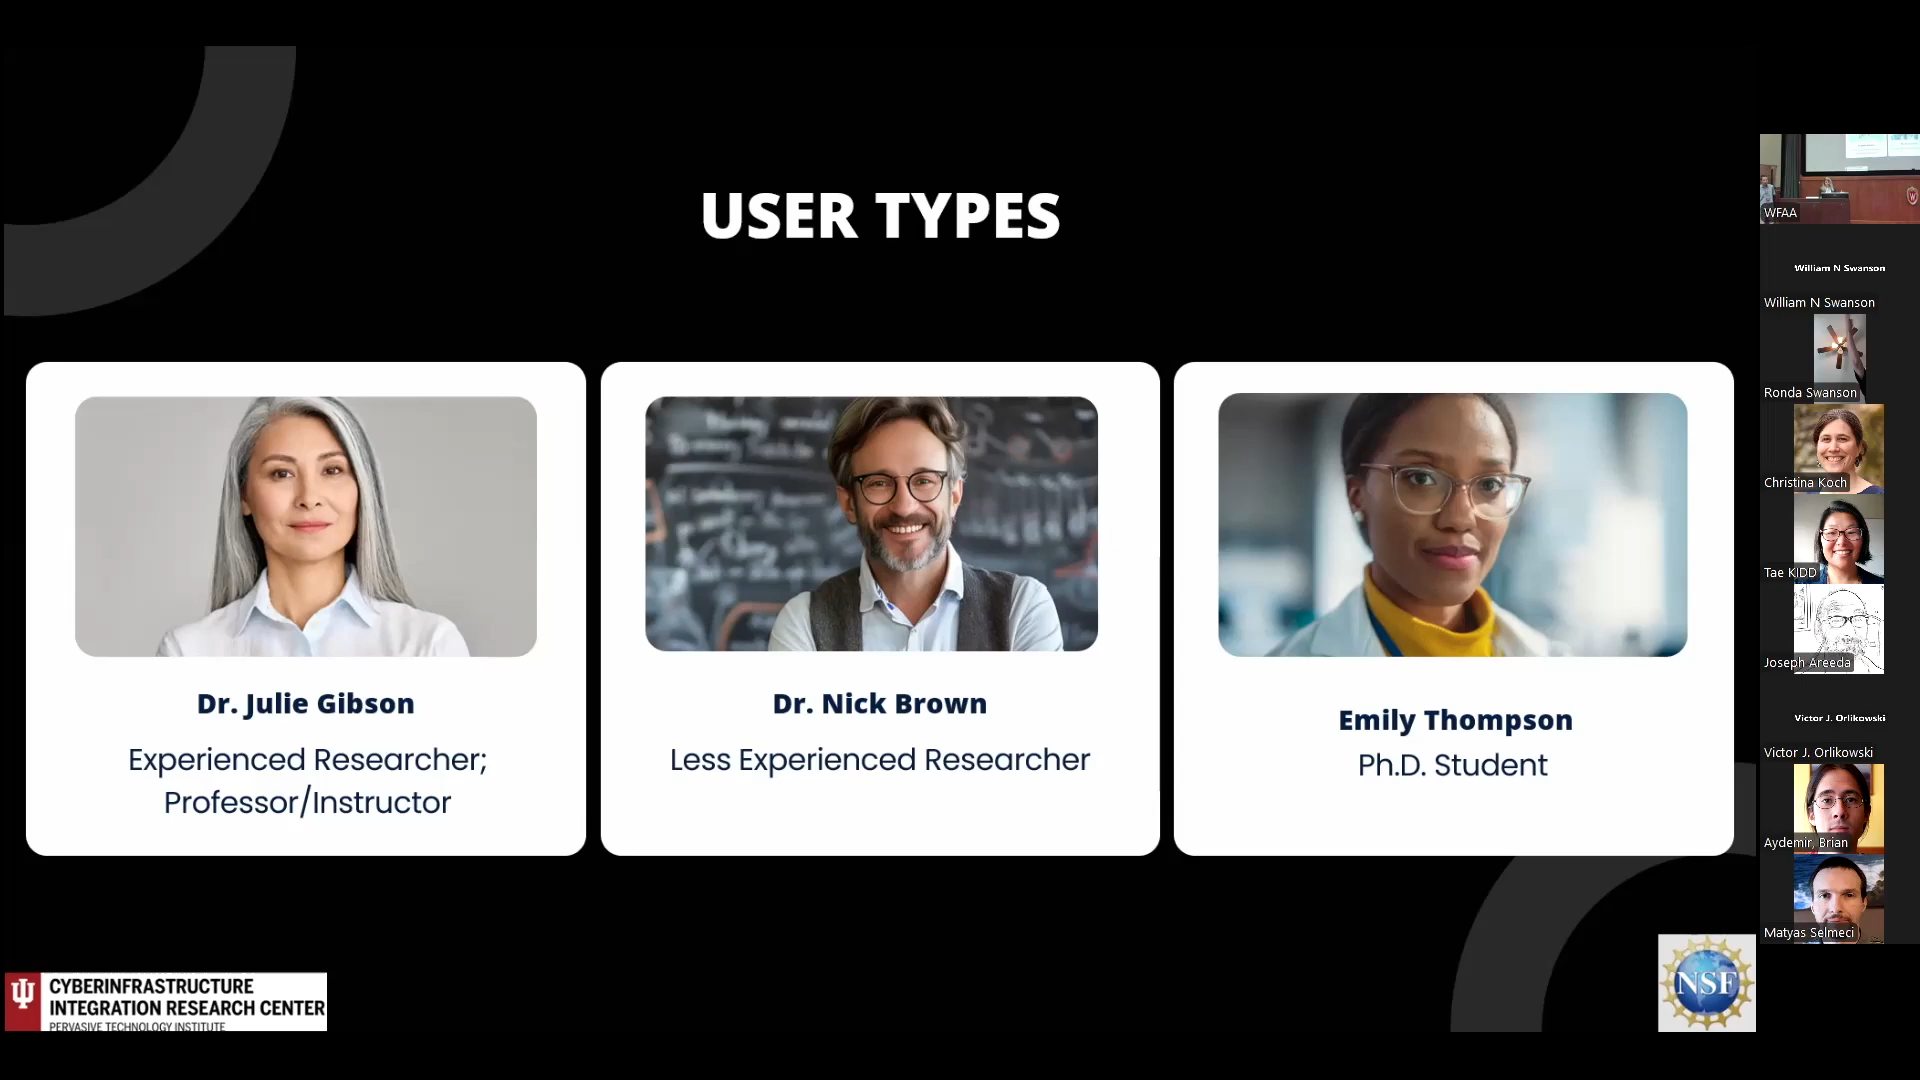 USER TYPES
Dr. Julie Gibson
Experienced Researcher;
Professor/Instructor
Dr. Nick Brown
Less Experienced Researcher
Emily Thompson
Ph.D. Student
CYBERINFRASTRUCTURE
INTEGRATION RESEARCH CENTER
PERVASIVE TECHNOLOGY INSTITUTE
NSF
WFAA
William N Swanson
William N Swanson
Ronda Swanson
Christina Koch
Tae KIDD
Joseph Areeda
Victor J. Orlikowski
Victor J. Orlikowski
Aydemir, Brian
Matyas Selmeci